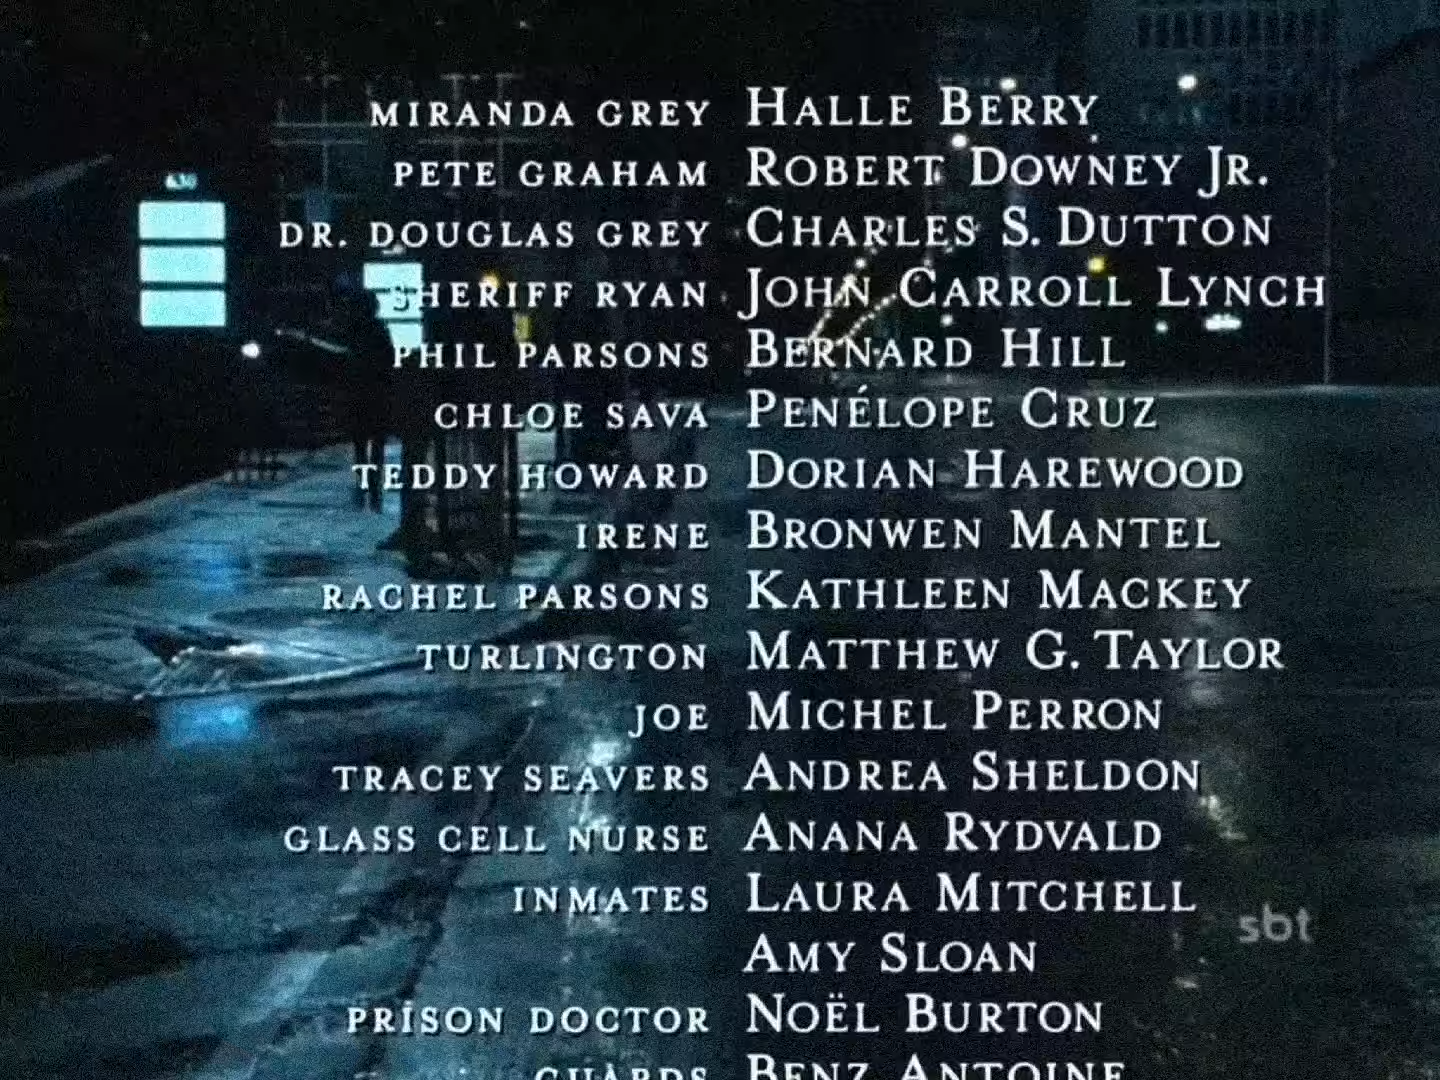 MIRANDA GREY HALLE BERRY
PETE GRAHAM ROBERT DOWNEY JR.
DR. DOUGLAS GREY CHARLES S. DUTTON
SHERIFF RYAN JOHN CARROLL LYNCH
PHIL PARSONS BERNARD HILL
CHLOE SAVA PENÉLOPE CRUZ
TEDDY HOWARD DORIAN HAREWOOD
IRENE BRONWEN MANTEL
RACHEL PARSONS KATHLEEN MACKEY
TURLINGTON MATTHEW G. TAYLOR
JOE MICHEL PERRON
TRACEY SEAVERS ANDREA SHELDON
GLASS CELL NURSE ANANA RYDVALD
INMATES LAURA MITCHELL
sbt
AMY SLOAN
PRISON DOCTOR NOËL BURTON
GUARDS BENZ ANTOINE